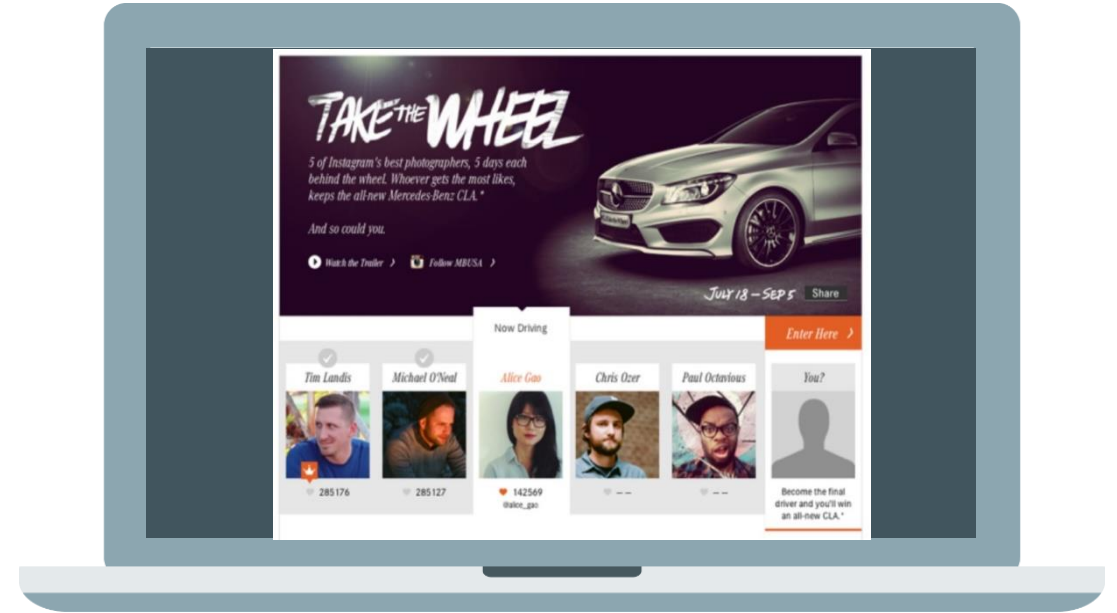 TAKE THE WHEEL
5 of Instagram's best photographers, 5 days each
behind the wheel. Whoever gets the most likes,
keeps the all-new Mercedes-Benz CLA.*
And so could you.
Watch the Trailer
Follow MBUSA
JULY 18 – SEP 5
Share
Now Driving
Enter Here
Tim Landis
Michael O'Neal
Alice Gao
Chris Ozer
Paul Octavious
You?
285176
285127
142569
@alice_gao
– –
– –
Become the final
driver and you'll win
an all-new CLA.*